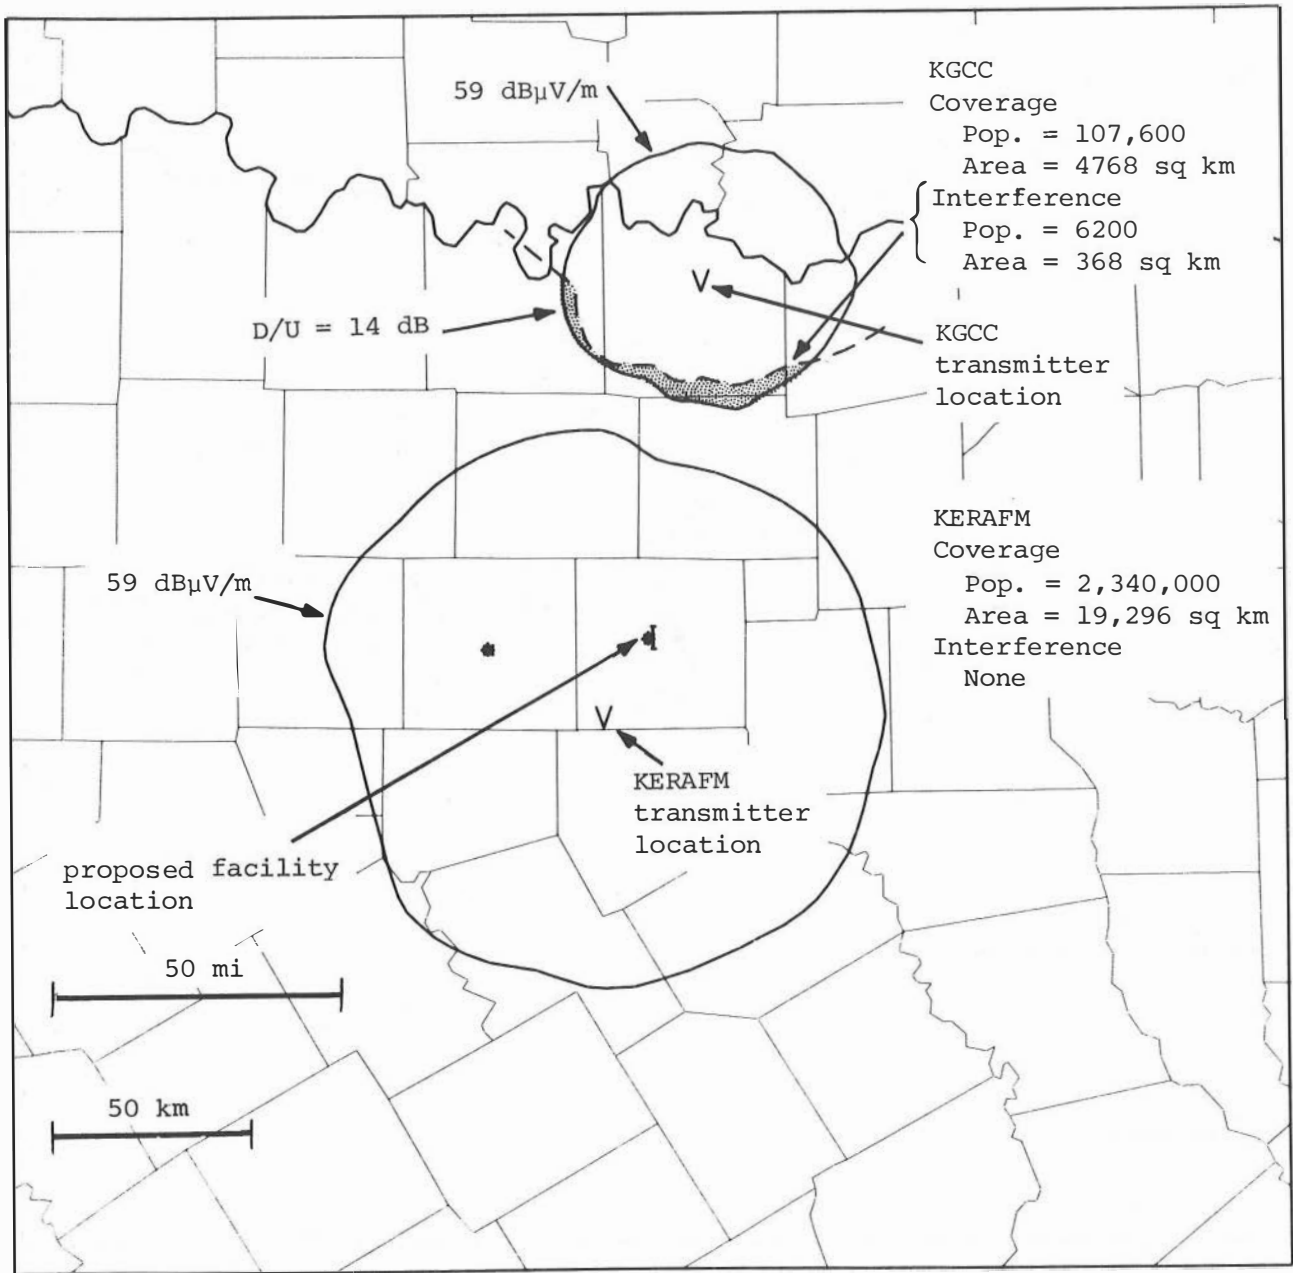 59 dBµV/m
KGCC
Coverage
Pop. = 107,600
Area = 4768 sq km
Interference
Pop. = 6200
Area = 368 sq km
D/U = 14 dB
V
KGCC
transmitter
location
59 dBµV/m
KERAFM
Coverage
Pop. = 2,340,000
Area = 19,296 sq km
Interference
None
V
KERAFM
transmitter
location
proposed facility
location
50 mi
50 km